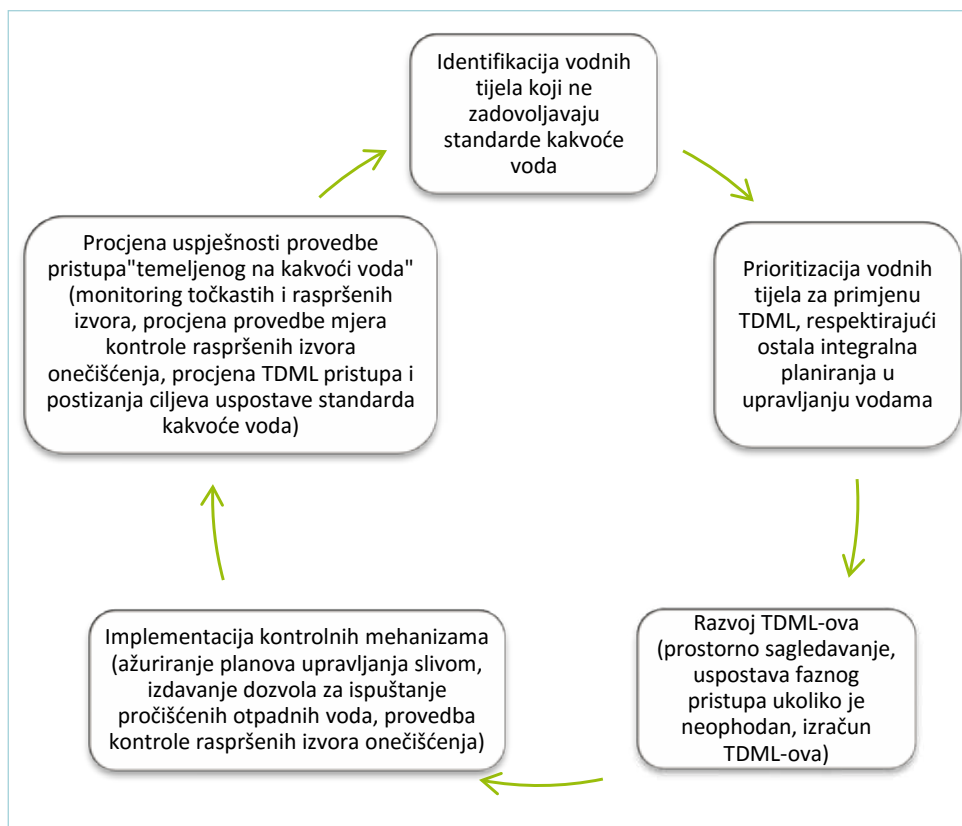 Identifikacija vodnih
tijela koji ne
zadovoljavaju
standarde kakvoće
voda
Prioritizacija vodnih
tijela za primjenu
TDML, respektirajući
ostala integralna
planiranja u
upravljanju vodama
Razvoj TDML-ova
(prostorno sagledavanje,
uspostava faznog
pristupa ukoliko je
neophodan, izračun
TDML-ova)
Implementacija kontrolnih mehanizama
(ažuriranje planova upravljanja slivom,
izdavanje dozvola za ispuštanje
pročišćenih otpadnih voda, provedba
kontrole raspršenih izvora onečišćenja)
Procjena uspješnosti provedbe
pristupa"temeljenog na kakvoći voda"
(monitoring točkastih i raspršenih
izvora, procjena provedbe mjera
kontrole raspršenih izvora
onečišćenja, procjena TDML pristupa i
postizanja ciljeva uspostave standarda
kakvoće voda)